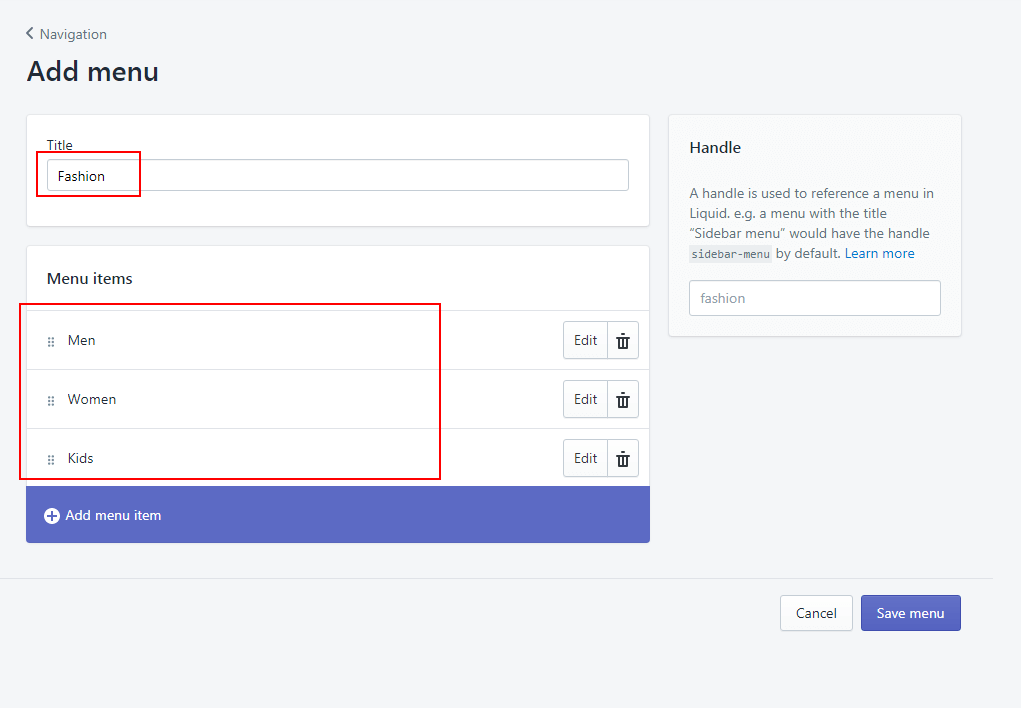 Navigation
Add menu
Title
Fashion
Menu items
Men
Edit
Women
Edit
Kids
Edit
Add menu item
Handle
A handle is used to reference a menu in
Liquid. e.g. a menu with the title
“Sidebar menu” would have the handle
sidebar-menu by default. Learn more
fashion
Cancel
Save menu